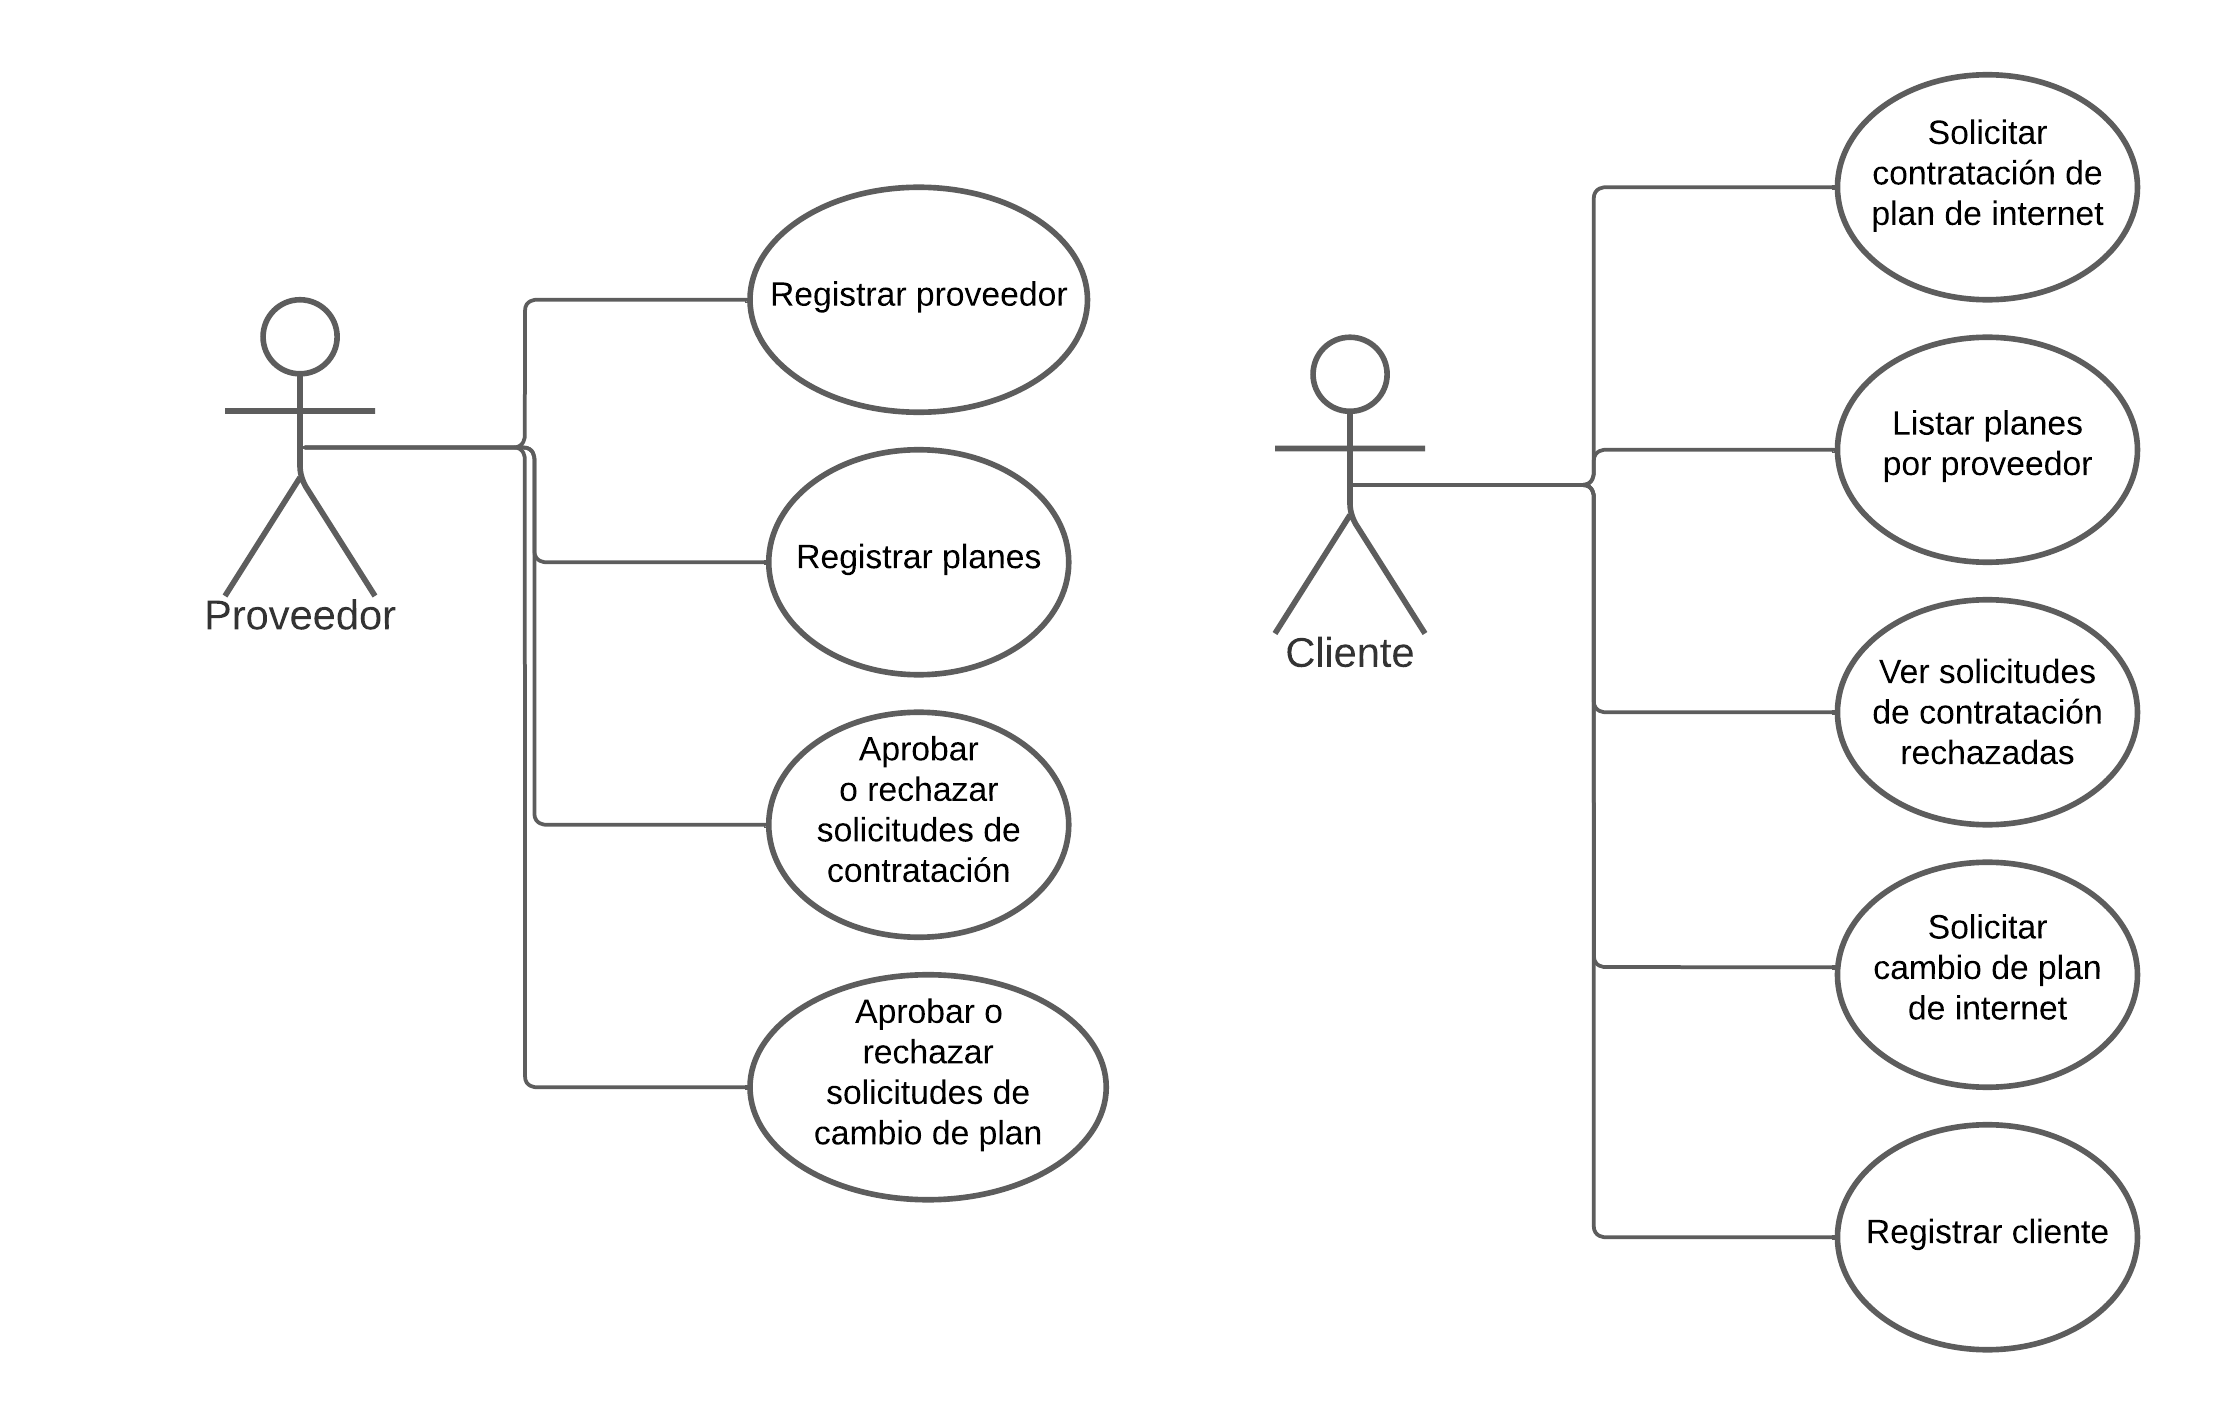 Proveedor
Registrar proveedor
Registrar planes
Aprobar
o rechazar
solicitudes de
contratación
Aprobar o
rechazar
solicitudes de
cambio de plan
Cliente
Solicitar
contratación de
plan de internet
Listar planes
por proveedor
Ver solicitudes
de contratación
rechazadas
Solicitar
cambio de plan
de internet
Registrar cliente